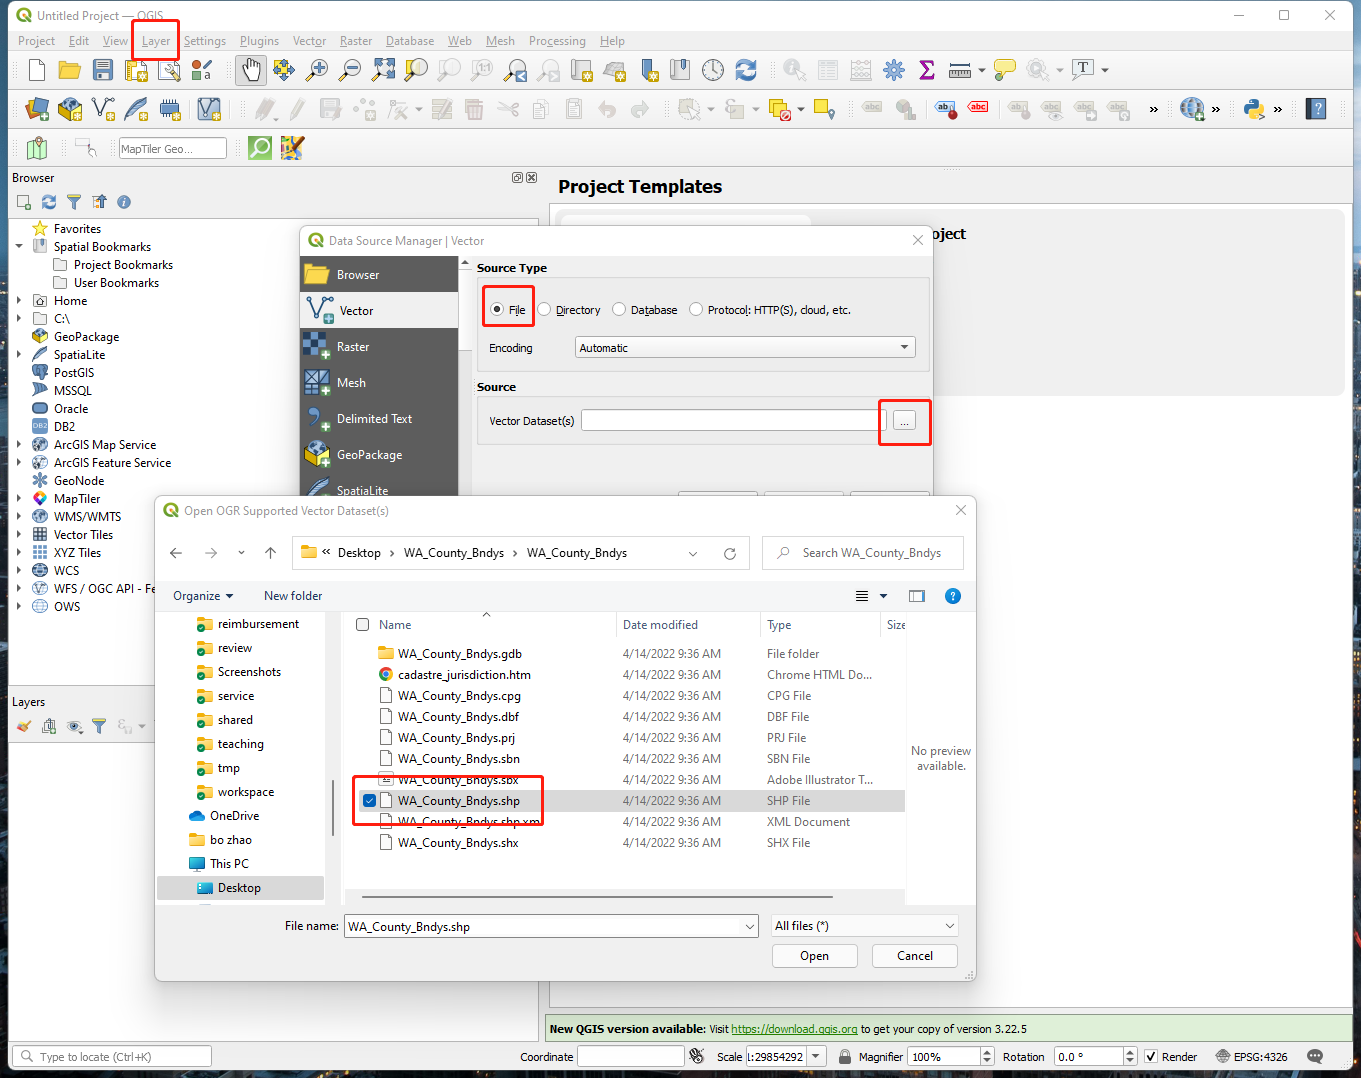 Untitled Project — QGIS
Project Edit View Layer Settings Plugins Vector Raster Database Web Mesh Processing Help
MapTiler Geo...
Browser
Favorites
Spatial Bookmarks
Project Bookmarks
User Bookmarks
Home
C:\
GeoPackage
SpatiaLite
PostGIS
MSSQL
Oracle
DB2
ArcGIS Map Service
ArcGIS Feature Service
GeoNode
MapTiler
WMS/WMTS
Vector Tiles
XYZ Tiles
WCS
WFS / OGC API - Fe
OWS
Layers
Project Templates
oject
Data Source Manager | Vector
Browser
Vector
Raster
Mesh
Delimited Text
GeoPackage
SpatiaLite
Source Type
File Directory Database Protocol: HTTP(S), cloud, etc.
Encoding Automatic
Source
Vector Dataset(s) ...
Open OGR Supported Vector Dataset(s)
« Desktop › WA_County_Bndys › WA_County_Bndys
Search WA_County_Bndys
Organize New folder
reimbursement
review
Screenshots
service
shared
teaching
tmp
workspace
OneDrive
bo zhao
This PC
Desktop
Name Date modified Type Size
WA_County_Bndys.gdb 4/14/2022 9:36 AM File folder
cadastre_jurisdiction.htm 4/14/2022 9:36 AM Chrome HTML Do...
WA_County_Bndys.cpg 4/14/2022 9:36 AM CPG File
WA_County_Bndys.dbf 4/14/2022 9:36 AM DBF File
WA_County_Bndys.prj 4/14/2022 9:36 AM PRJ File
WA_County_Bndys.sbn 4/14/2022 9:36 AM SBN File
WA_County_Bndys.sbx 4/14/2022 9:36 AM Adobe Illustrator T...
WA_County_Bndys.shp 4/14/2022 9:36 AM SHP File
WA_County_Bndys.shp.xm 4/14/2022 9:36 AM XML Document
WA_County_Bndys.shx 4/14/2022 9:36 AM SHX File
No preview
available.
File name: WA_County_Bndys.shp All files (*)
Open Cancel
New QGIS version available: Visit https://download.qgis.org to get your copy of version 3.22.5
Type to locate (Ctrl+K) Coordinate Scale 1:29854292 Magnifier 100% Rotation 0.0 ° Render EPSG:4326